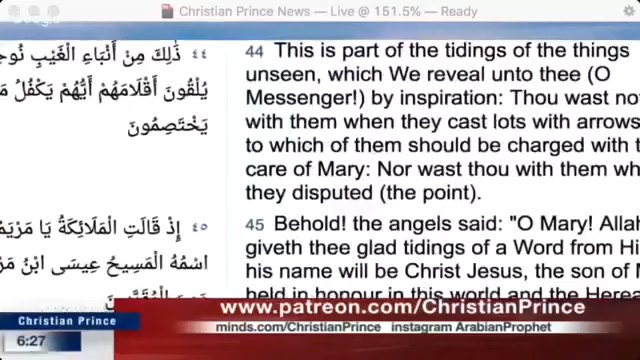 Christian Prince News — Live @ 151.5% — Ready
٤٤ ذَٰلِكَ مِنْ أَنْبَاءِ الْغَيْبِ
يُلْقُونَ أَقْلَامَهُمْ أَيُّهُمْ يَكْفُلُ
يَخْتَصِمُونَ
44 This is part of the tidings of the things
unseen, which We reveal unto thee (O
Messenger!) by inspiration: Thou wast no
with them when they cast lots with arrows
to which of them should be charged with t
care of Mary: Nor wast thou with them wh
they disputed (the point).
٤٥ إِذْ قَالَتِ الْمَلَائِكَةُ يَا
اسْمُهُ الْمَسِيحُ عِيسَى ابْنُ
45 Behold! the angels said: "O Mary! Allah
giveth thee glad tidings of a Word from Hi
his name will be Christ Jesus, the son of M
held in honour in this world and the Herea
www.patreon.com/ChristianPrince
Christian Prince
minds.com/ChristianPrince instagram ArabianProphet
6:27